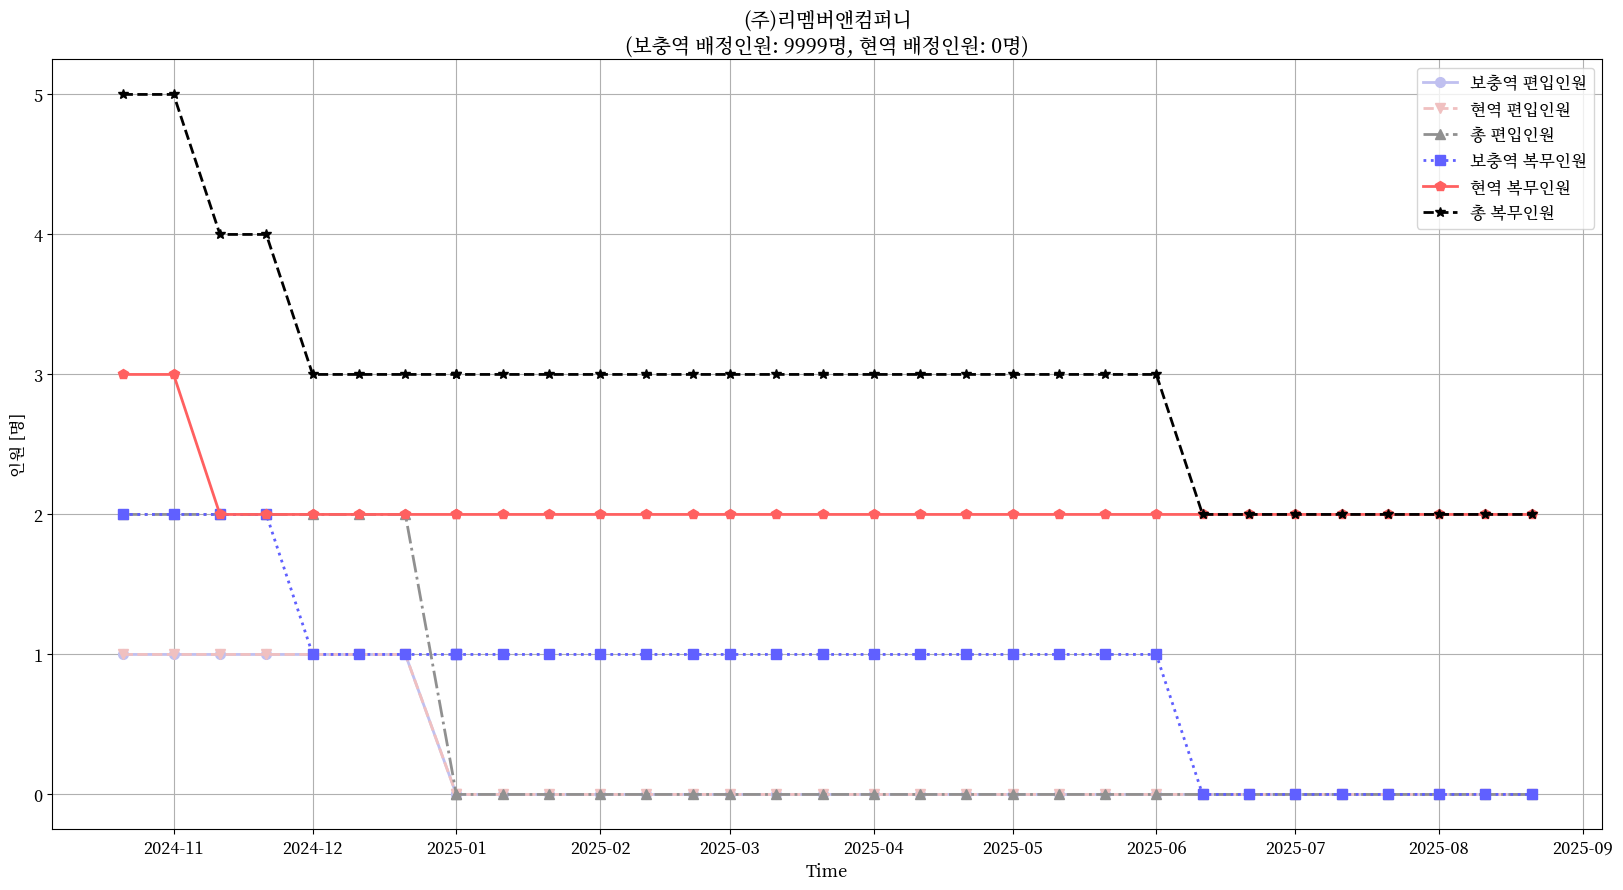 (주)리멤버앤컴퍼니
(보충역 배정인원: 9999명, 현역 배정인원: 0명)
보충역 편입인원
현역 편입인원
총 편입인원
보충역 복무인원
현역 복무인원
총 복무인원
인원 [명]
5
4
3
2
1
0
2024-11 2024-12 2025-01 2025-02 2025-03 2025-04 2025-05 2025-06 2025-07 2025-08 2025-09
Time